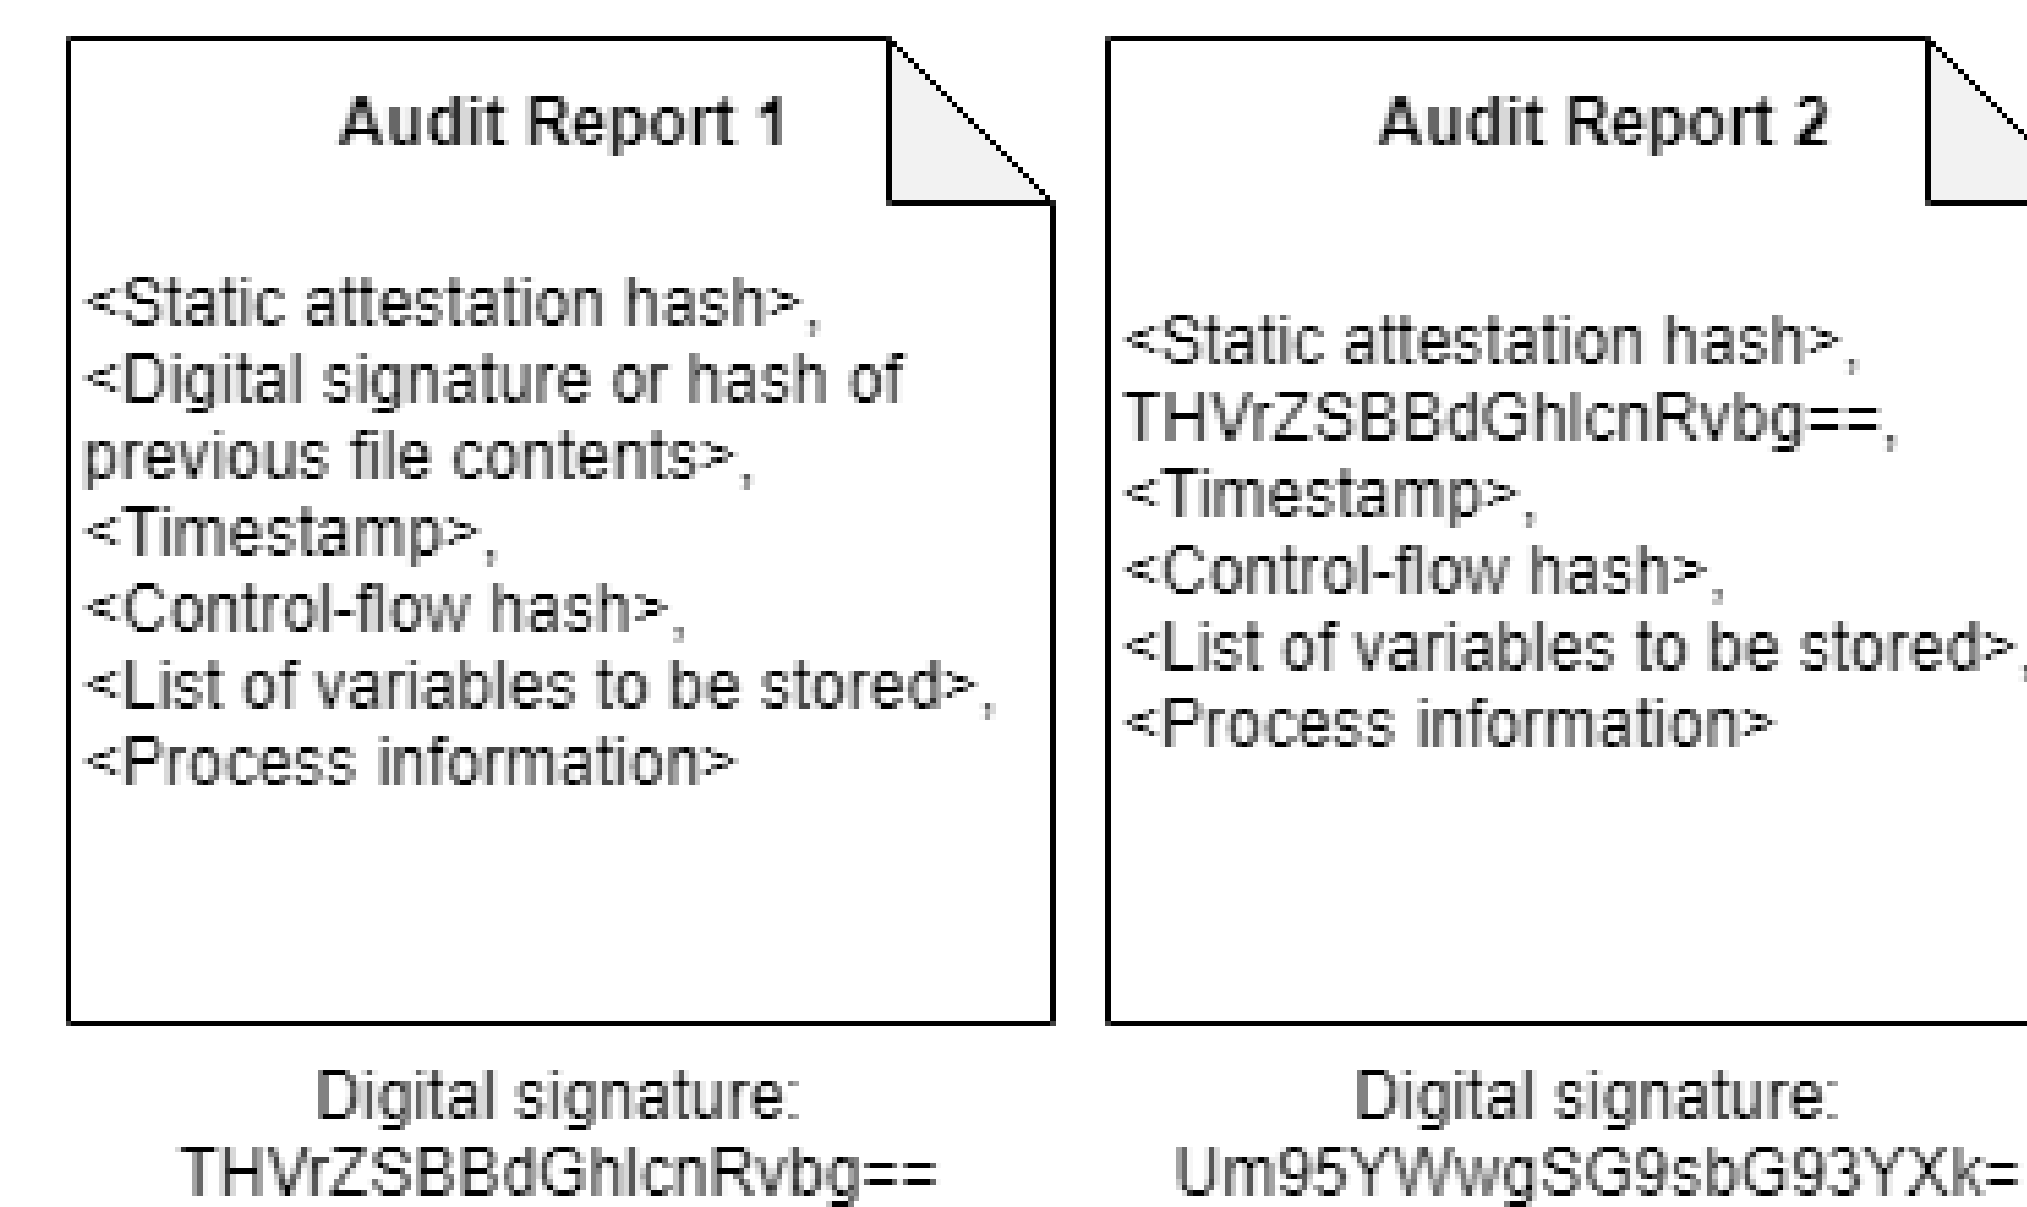 Audit Report 1
<Static attestation hash>,
<Digital signature or hash of
previous file contents>,
<Timestamp>,
<Control-flow hash>,
<List of variables to be stored>,
<Process information>
Digital signature:
THVrZSBBdGhlcnRvbg==
Audit Report 2
<Static attestation hash>,
THVrZSBBdGhlcnRvbg==,
<Timestamp>,
<Control-flow hash>,
<List of variables to be stored>,
<Process information>
Digital signature:
Um95YWwgSG9sbG93YXk=